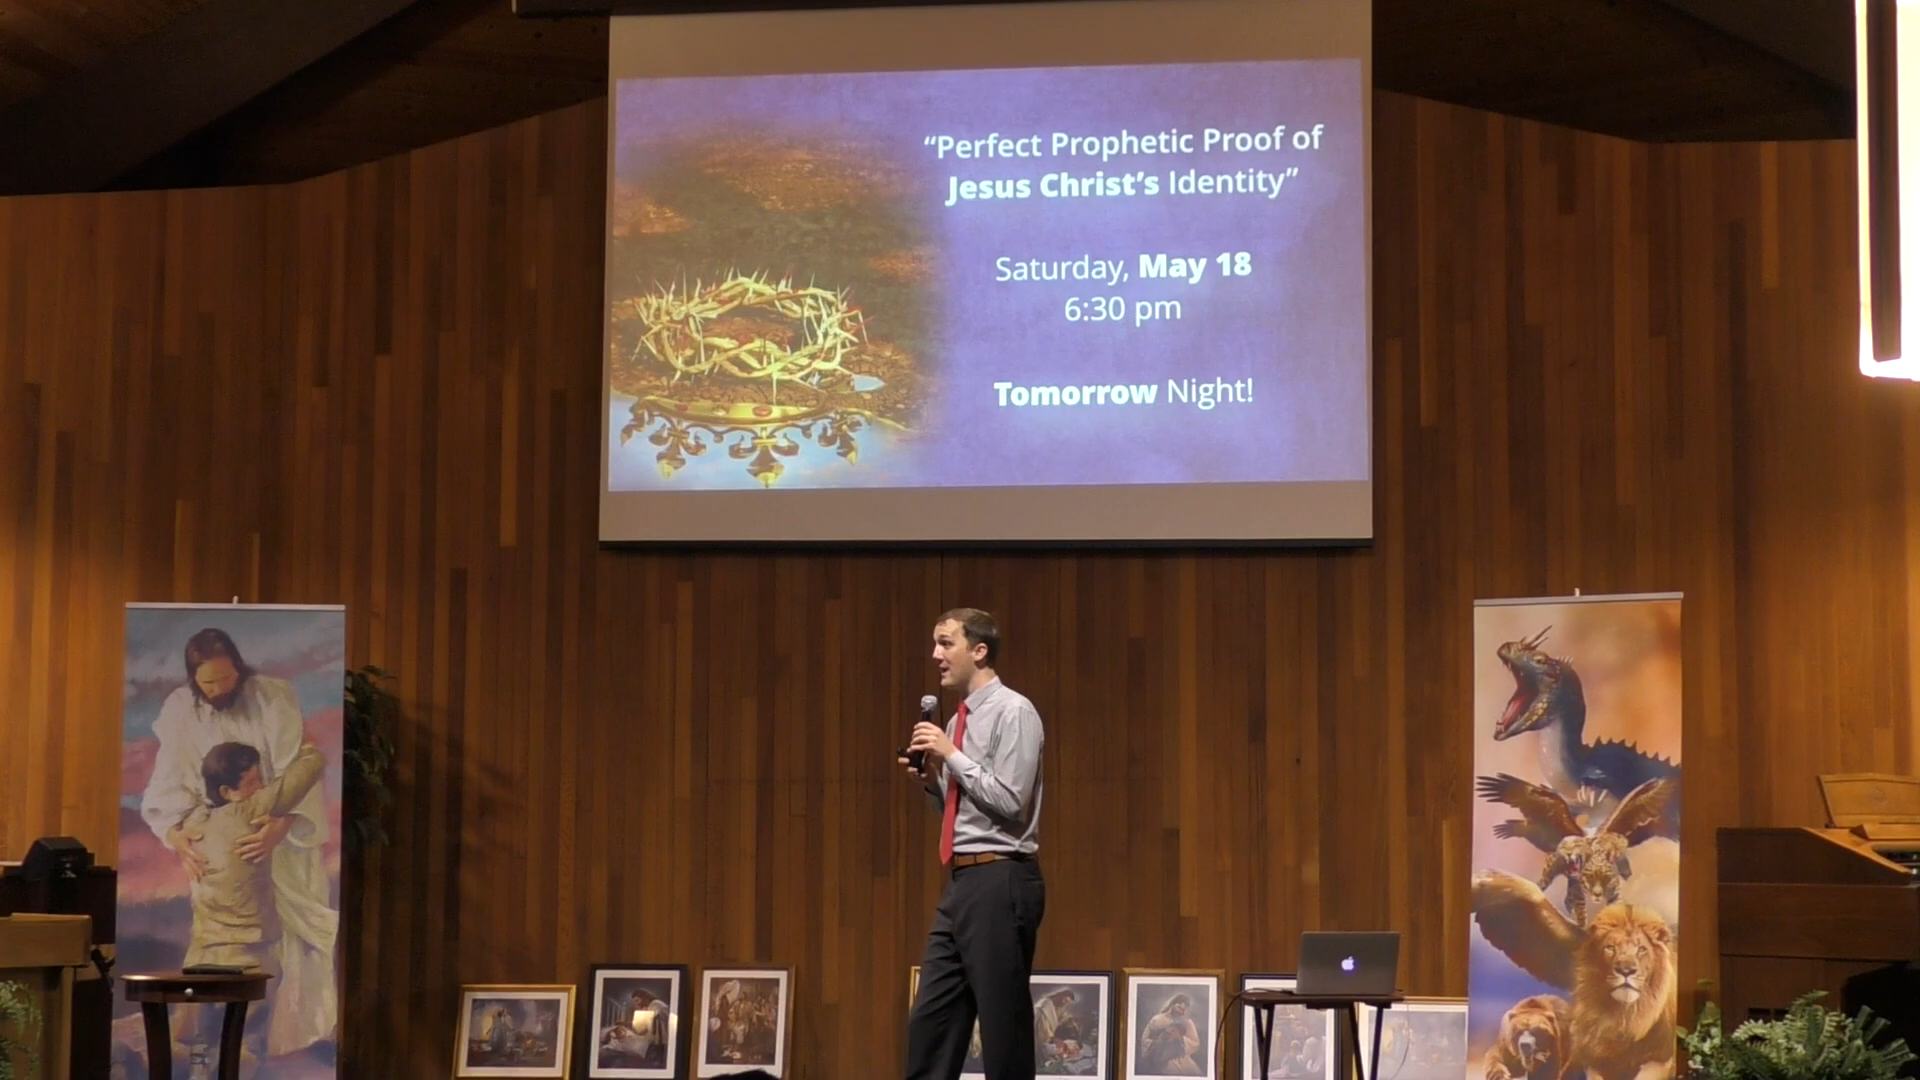 “Perfect Prophetic Proof of
Jesus Christ’s Identity”
Saturday, May 18
6:30 pm
Tomorrow Night!